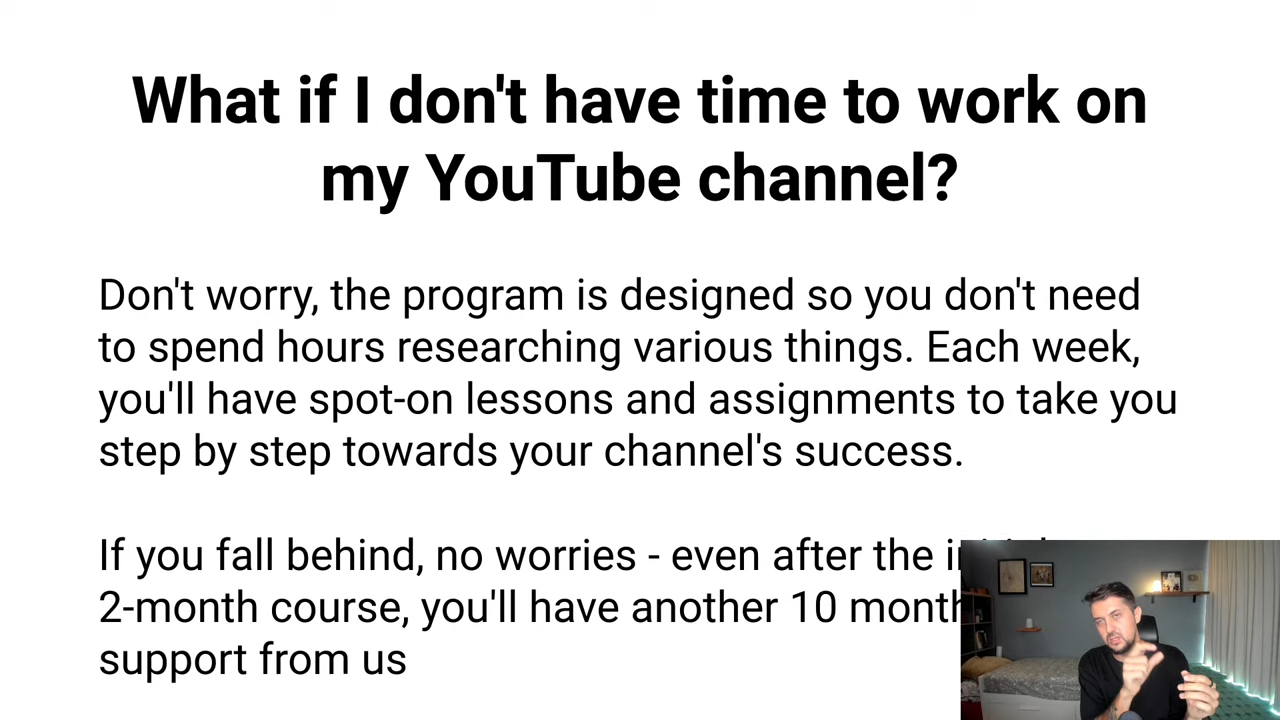 What if I don't have time to work on
my YouTube channel?
Don't worry, the program is designed so you don't need
to spend hours researching various things. Each week,
you'll have spot-on lessons and assignments to take you
step by step towards your channel's success.
If you fall behind, no worries - even after the
2-month course, you'll have another 10
support from us